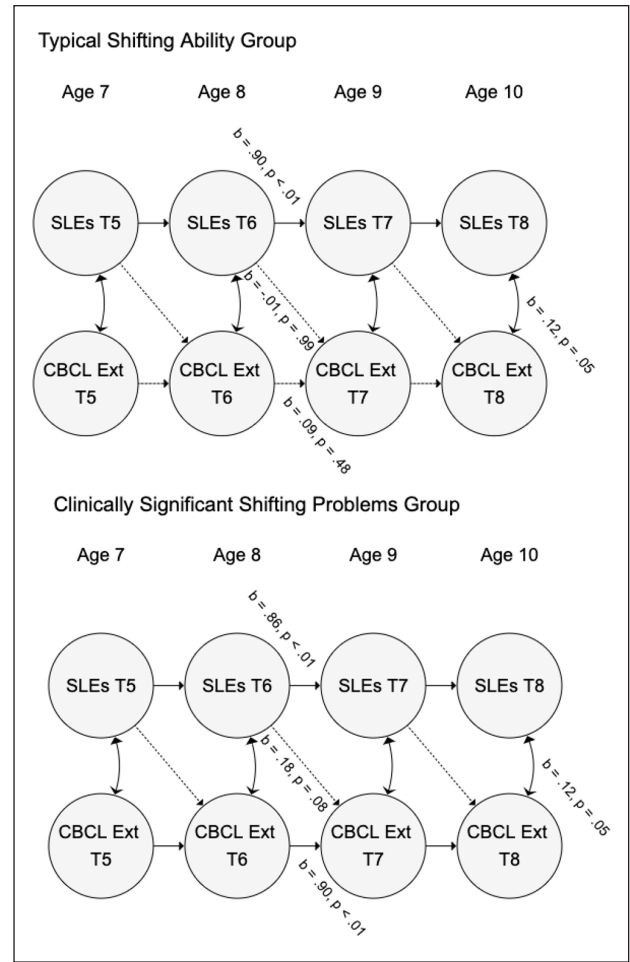 Typical Shifting Ability Group
Age 7 Age 8 Age 9 Age 10
b = .90, p < .01
SLEs T5 SLEs T6 SLEs T7 SLEs T8
b = -.01, p = .99
b = .12, p = .05
CBCL Ext CBCL Ext CBCL Ext CBCL Ext
T5 T6 T7 T8
b = .09, p = .48
Clinically Significant Shifting Problems Group
Age 7 Age 8 Age 9 Age 10
b = .86, p < .01
SLEs T5 SLEs T6 SLEs T7 SLEs T8
b = .18, p = .08
b = .12, p = .05
CBCL Ext CBCL Ext CBCL Ext CBCL Ext
T5 T6 T7 T8
b = .90, p < .01